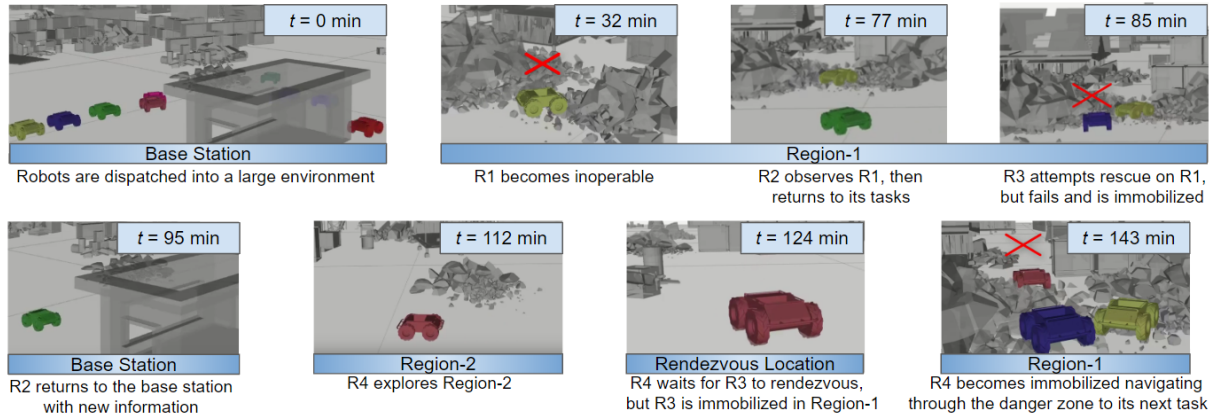 t = 0 min
Base Station
Robots are dispatched into a large environment
t = 32 min
t = 77 min
t = 85 min
Region-1
R1 becomes inoperable
R2 observes R1, then
returns to its tasks
R3 attempts rescue on R1,
but fails and is immobilized
t = 95 min
Base Station
R2 returns to the base station
with new information
t = 112 min
Region-2
R4 explores Region-2
t = 124 min
Rendezvous Location
R4 waits for R3 to rendezvous,
but R3 is immobilized in Region-1
t = 143 min
Region-1
R4 becomes immobilized navigating
through the danger zone to its next task